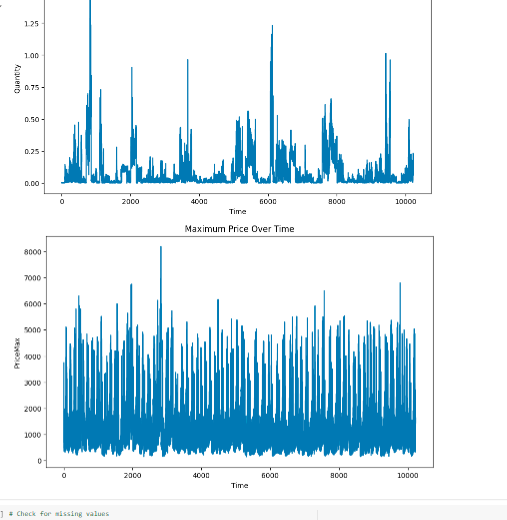 1.25
1.00
0.75
0.50
0.25
0.00
Quantity
0 2000 4000 6000 8000 10000
Time
Maximum Price Over Time
8000
7000
6000
5000
4000
3000
2000
1000
0
PriceMax
0 2000 4000 6000 8000 10000
Time
] # Check for missing values